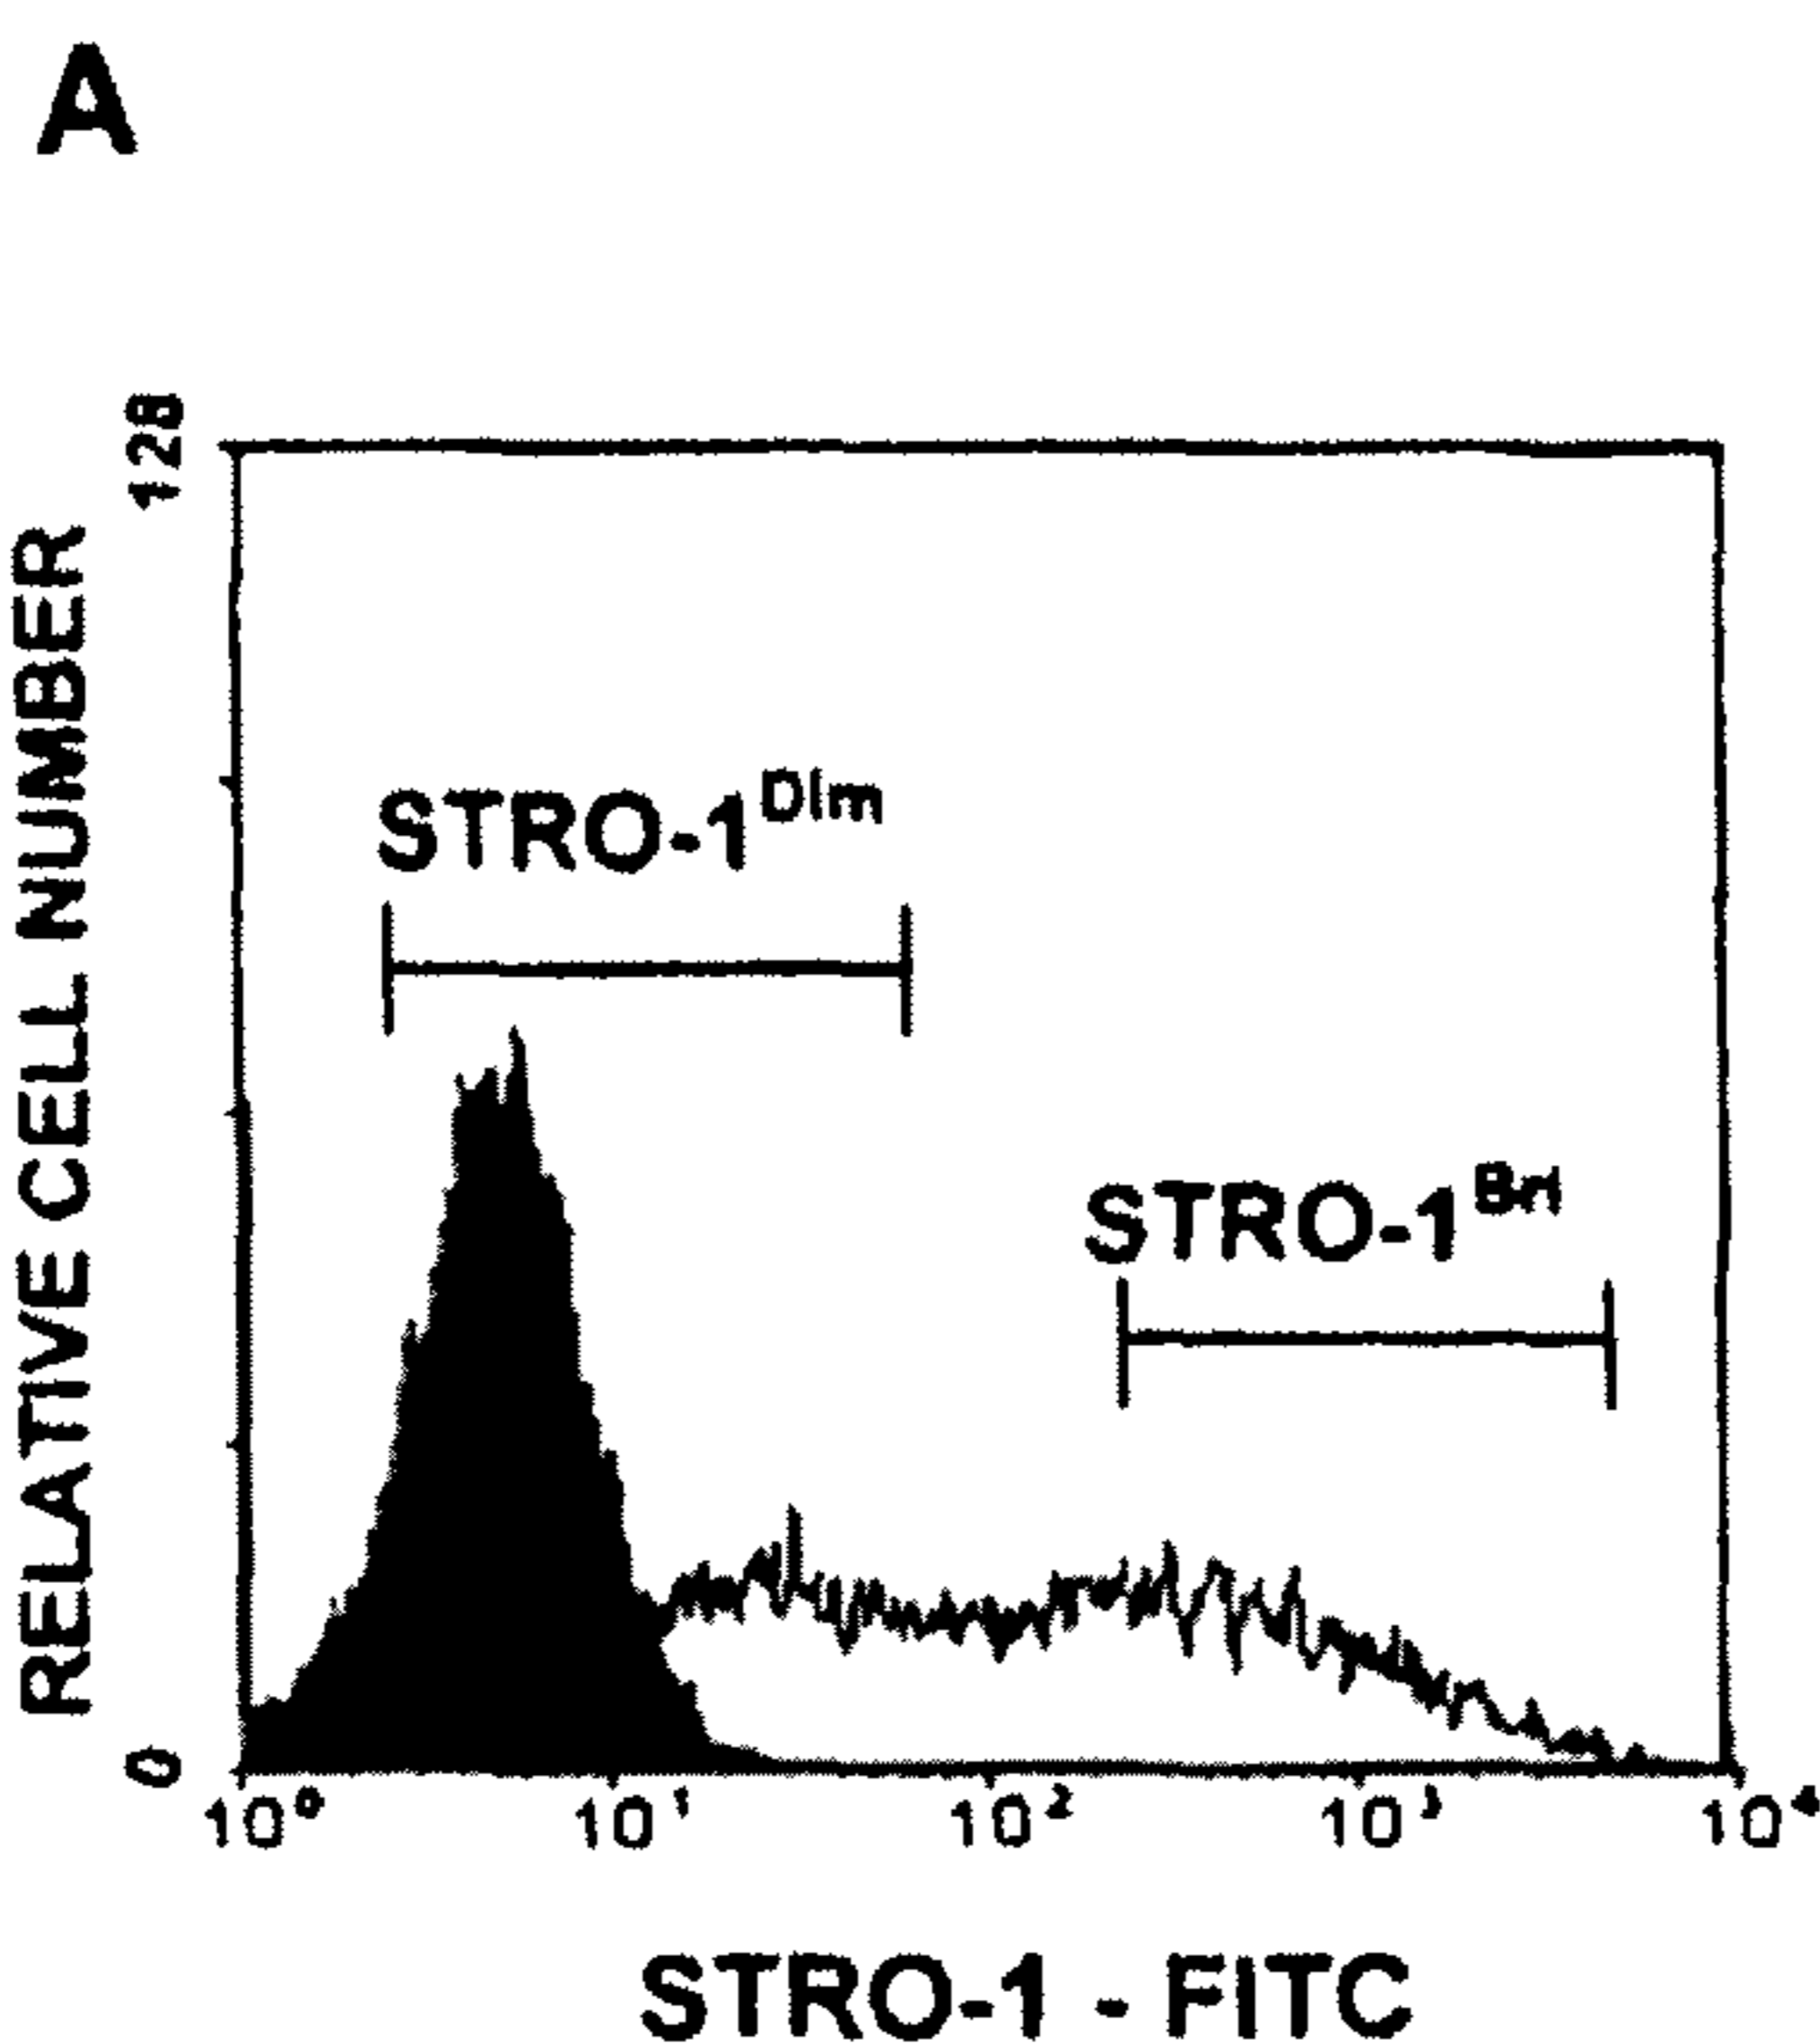 A
128
RELATIVE CELL NUMBER
STRO-1^Dim
STRO-1^Bri
0
10⁰ 10¹ 10² 10³ 10⁴
STRO-1 - FITC